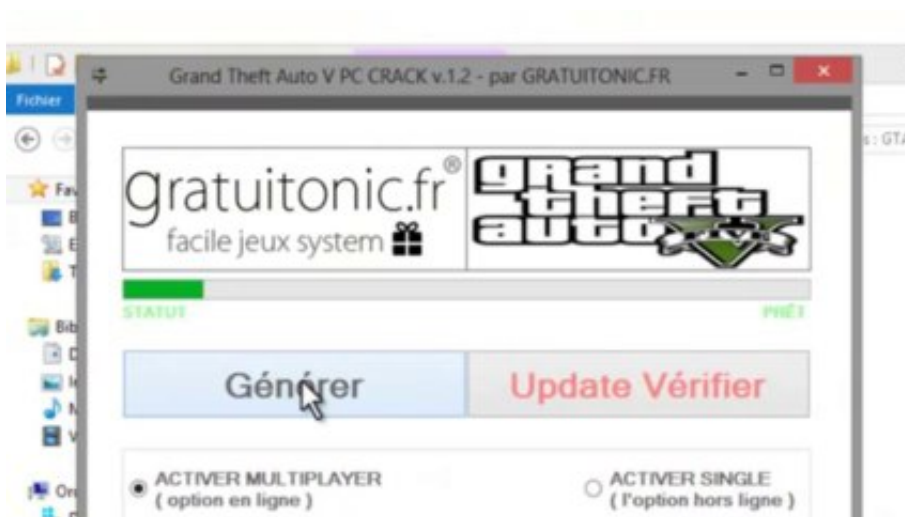 Grand Theft Auto V PC CRACK v.1.2 - par GRATUITONIC.FR
Fichier
gratuitonic.fr®
facile jeux system
grand
theft
auto
V
STATUT
PRÊT
Générer
Update Vérifier
ACTIVER MULTIPLAYER
( option en ligne )
ACTIVER SINGLE
( l'option hors ligne )